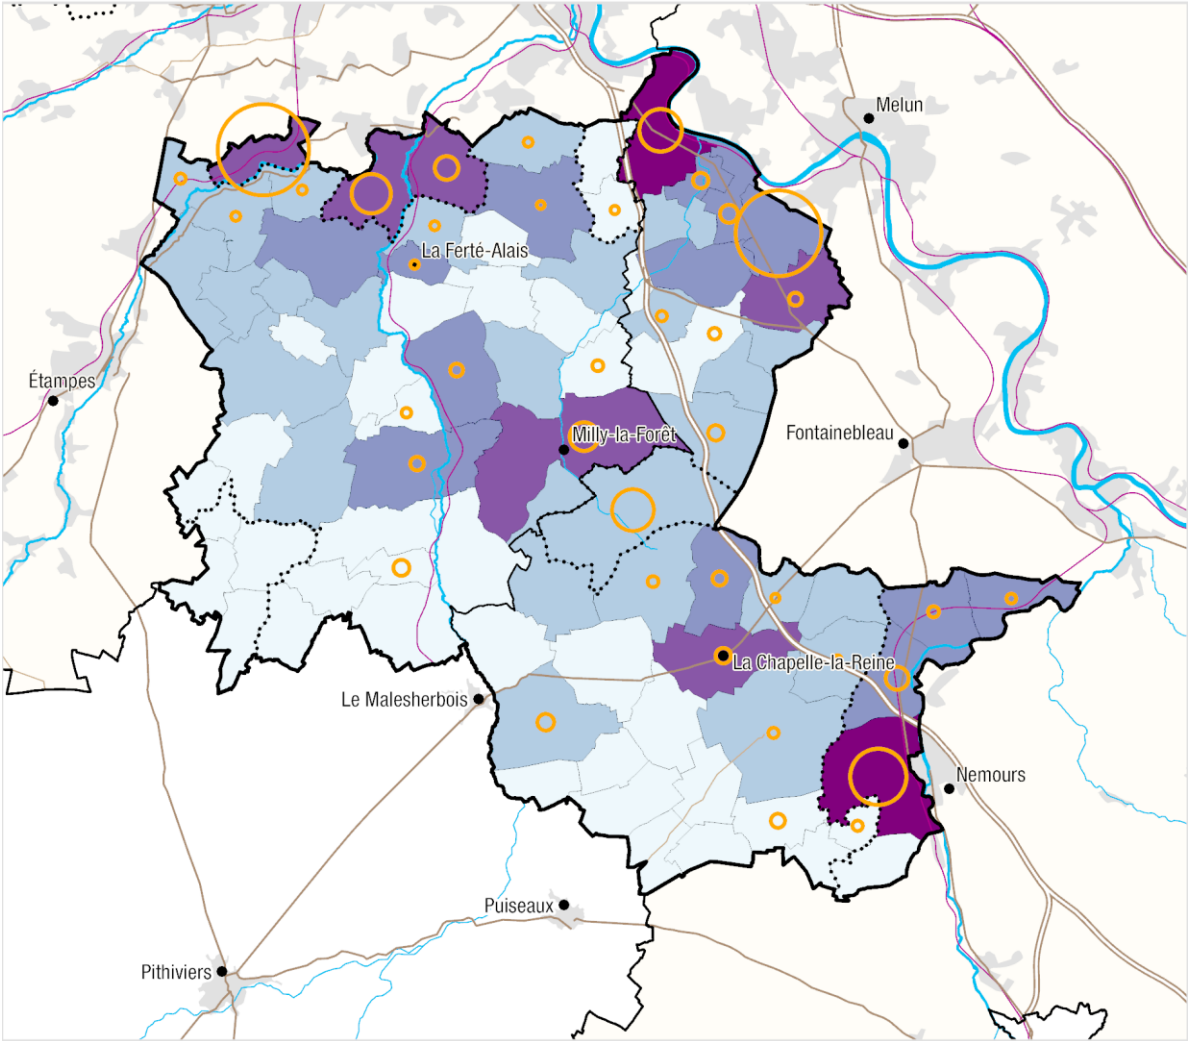 Melun
La Ferté-Alais
Étampes
Milly-la-Forêt
Fontainebleau
La Chapelle-la-Reine
Le Malesherbois
Nemours
Puiseaux
Pithiviers